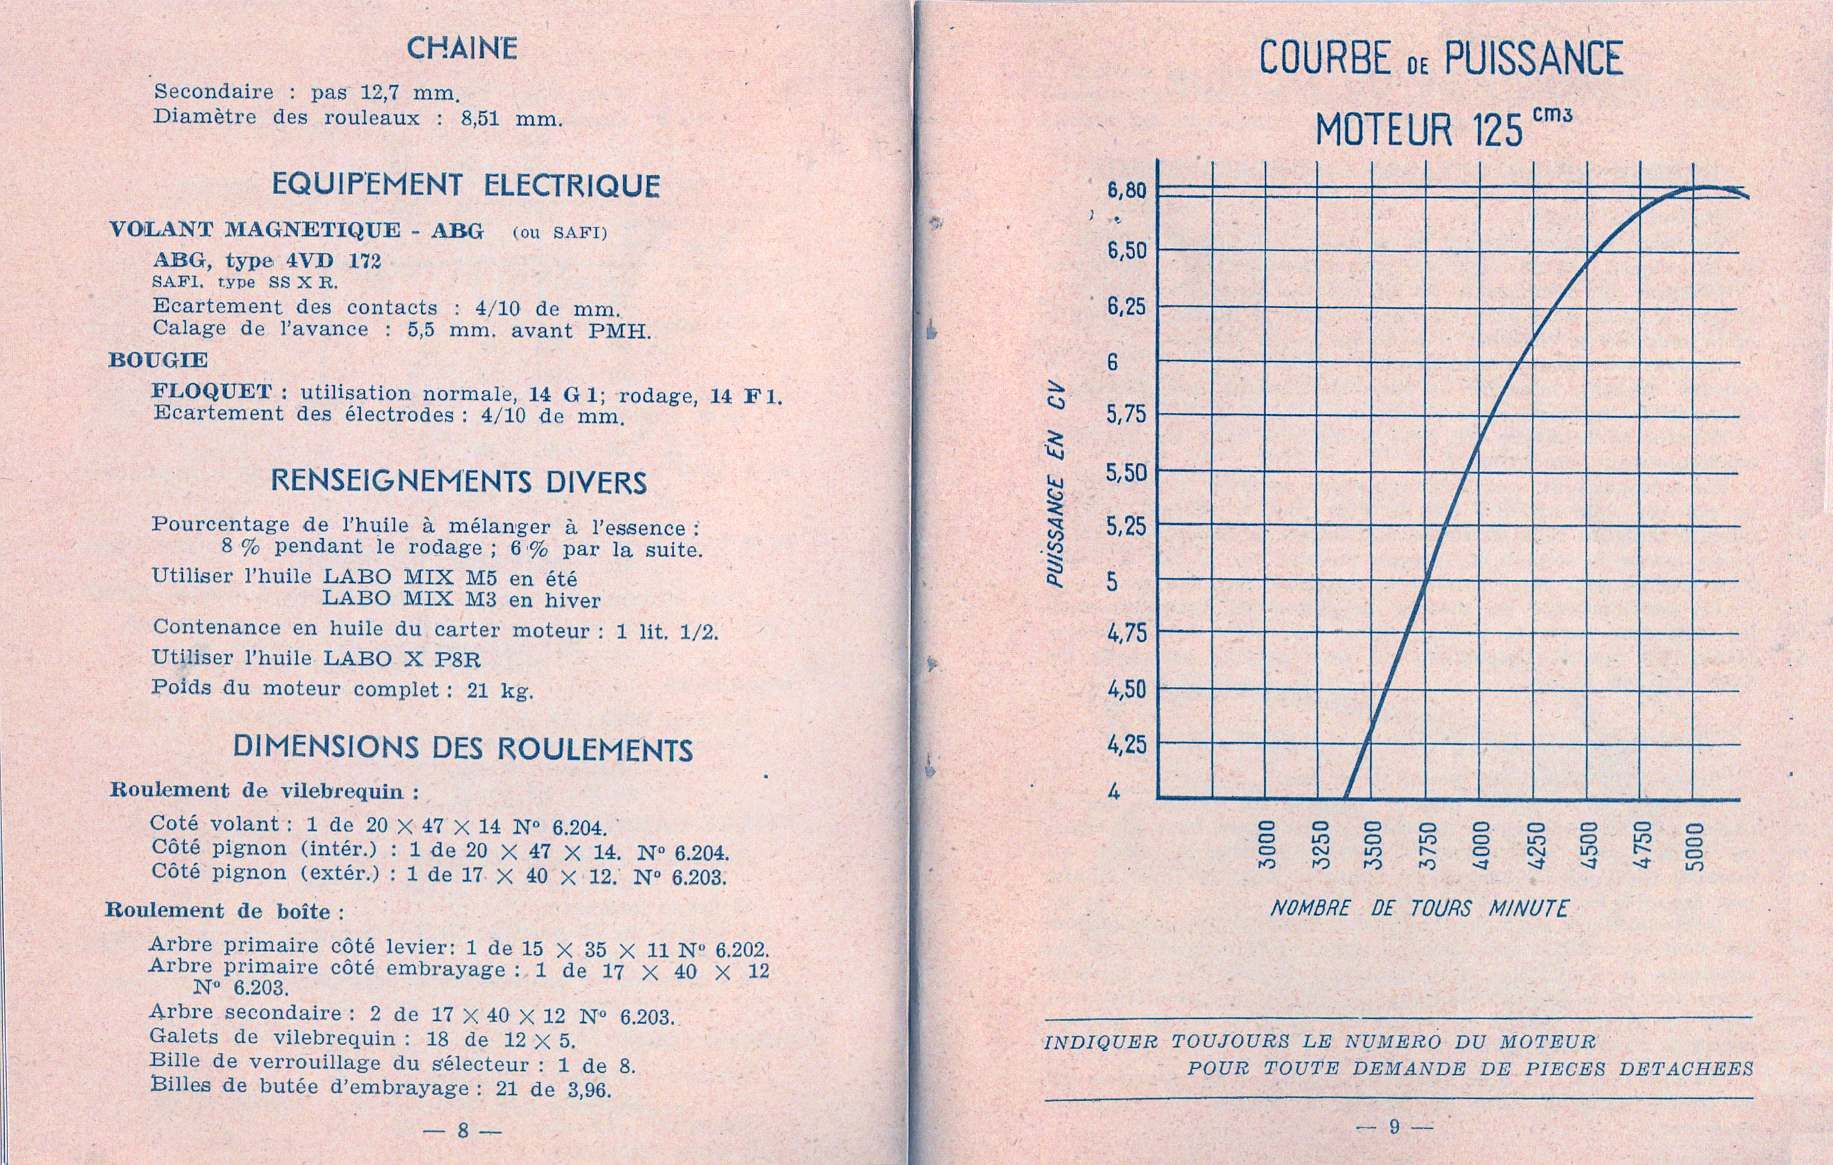 CHAINE
Secondaire : pas 12,7 mm.
Diamètre des rouleaux : 8,51 mm.
EQUIPEMENT ELECTRIQUE
VOLANT MAGNETIQUE - ABG (ou SAFI)
ABG, type 4VD 172
SAFI, type SS X R.
Ecartement des contacts : 4/10 de mm.
Calage de l'avance : 5,5 mm. avant PMH.
BOUGIE
FLOQUET : utilisation normale, 14 G 1; rodage, 14 F 1.
Ecartement des électrodes : 4/10 de mm.
RENSEIGNEMENTS DIVERS
Pourcentage de l'huile à mélanger à l'essence :
8 % pendant le rodage ; 6 % par la suite.
Utiliser l'huile LABO MIX M5 en été
LABO MIX M3 en hiver
Contenance en huile du carter moteur : 1 lit. 1/2.
Utiliser l'huile LABO X P8R
Poids du moteur complet : 21 kg.
DIMENSIONS DES ROULEMENTS
Roulement de vilebrequin :
Coté volant : 1 de 20 × 47 × 14 Nº 6.204.
Côté pignon (intér.) : 1 de 20 × 47 × 14. Nº 6.204.
Côté pignon (extér.) : 1 de 17 × 40 × 12. Nº 6.203.
Roulement de boîte :
Arbre primaire côté levier: 1 de 15 × 35 × 11 Nº 6.202.
Arbre primaire côté embrayage : 1 de 17 × 40 × 12
Nº 6.203.
Arbre secondaire : 2 de 17 × 40 × 12 Nº 6.203.
Galets de vilebrequin : 18 de 12 × 5.
Bille de verrouillage du sélecteur : 1 de 8.
Billes de butée d'embrayage : 21 de 3,96.
— 8 —
COURBE DE PUISSANCE
MOTEUR 125 cm3
6,80
6,50
6,25
6
5,75
5,50
5,25
5
4,75
4,50
4,25
4
PUISSANCE EN CV
3000
3250
3500
3750
4000
4250
4500
4750
5000
NOMBRE DE TOURS MINUTE
INDIQUER TOUJOURS LE NUMERO DU MOTEUR
POUR TOUTE DEMANDE DE PIECES DETACHEES
— 9 —